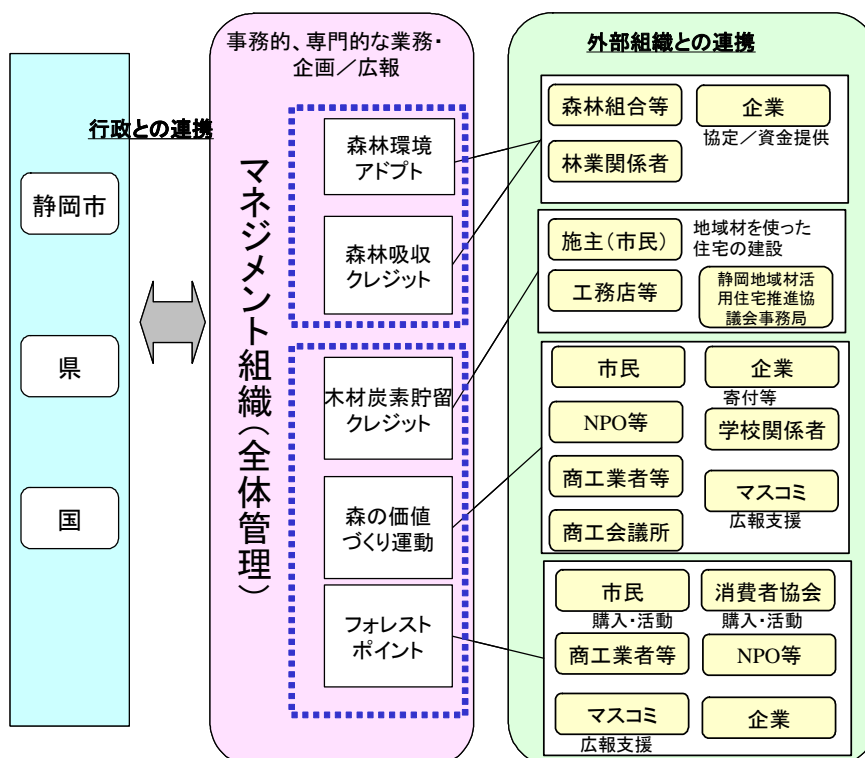 行政との連携
静岡市
県
国
事務的、専門的な業務・
企画／広報
マネジメント組織（全体管理）
森林環境
アドプト
森林吸収
クレジット
木材炭素貯留
クレジット
森の価値
づくり運動
フォレスト
ポイント
外部組織との連携
森林組合等
企業
協定／資金提供
林業関係者
施主（市民）
地域材を使った
住宅の建設
工務店等
静岡地域材活
用住宅推進協
議会事務局
市民
企業
寄付等
NPO等
学校関係者
商工業者等
マスコミ
広報支援
商工会議所
市民
購入・活動
消費者協会
購入・活動
商工業者等
NPO等
マスコミ
広報支援
企業